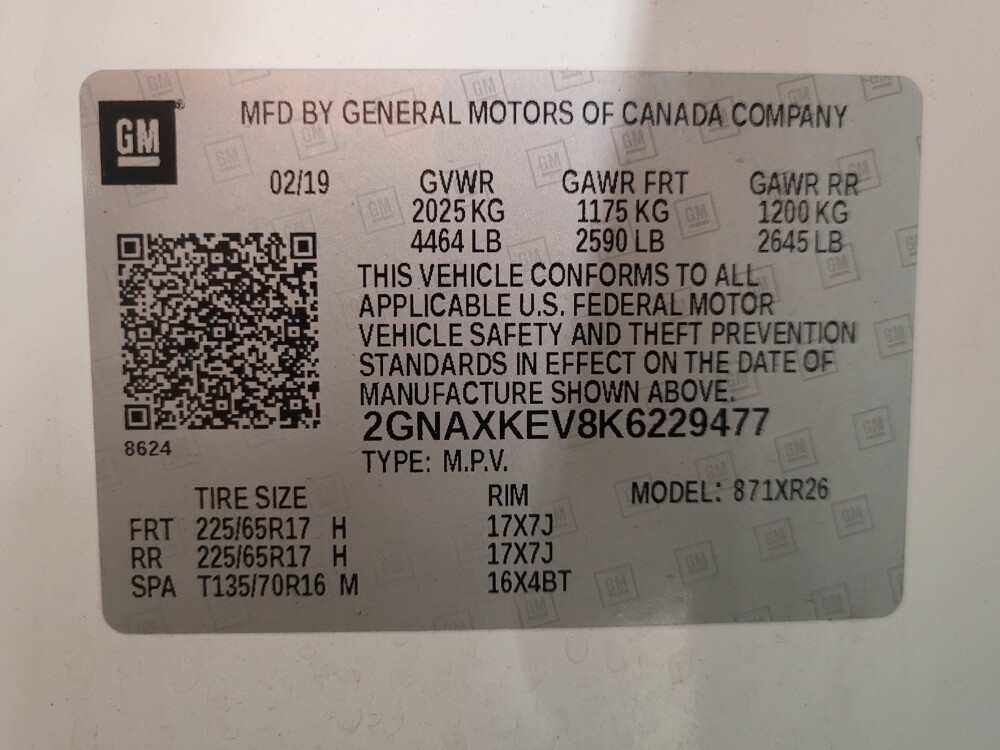 GM
MFD BY GENERAL MOTORS OF CANADA COMPANY
02/19 GVWR GAWR FRT GAWR RR
2025 KG 1175 KG 1200 KG
4464 LB 2590 LB 2645 LB
THIS VEHICLE CONFORMS TO ALL
APPLICABLE U.S. FEDERAL MOTOR
VEHICLE SAFETY AND THEFT PREVENTION
STANDARDS IN EFFECT ON THE DATE OF
MANUFACTURE SHOWN ABOVE.
2GNAXKEV8K6229477
8624
TYPE: M.P.V.
TIRE SIZE RIM MODEL: 871XR26
FRT 225/65R17 H 17X7J
RR 225/65R17 H 17X7J
SPA T135/70R16 M 16X4BT